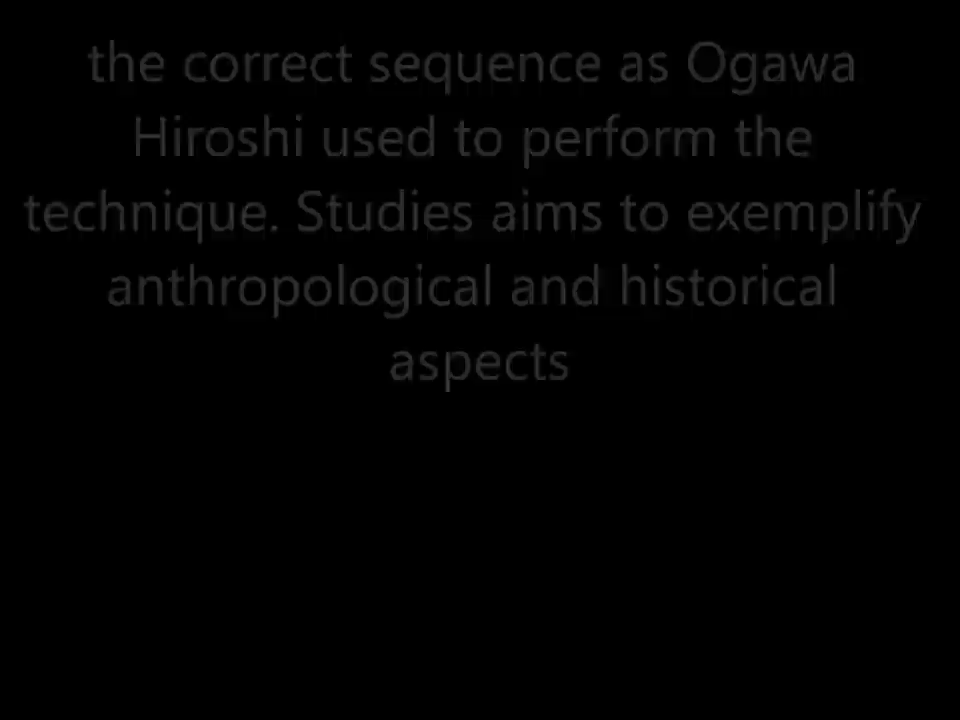 the correct sequence as Ogawa
Hiroshi used to perform the
technique. Studies aims to exemplify
anthropological and historical
aspects